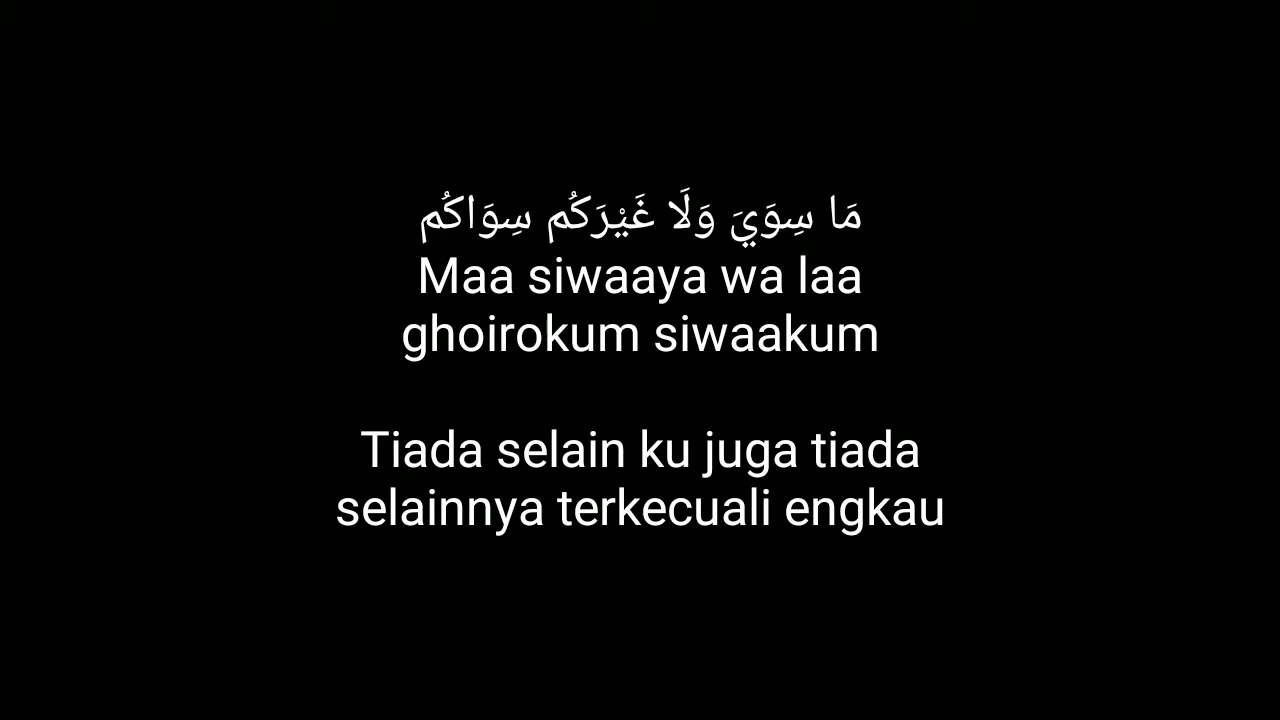 مَا سِوَيَ وَلَا غَيْرَكُم سِوَاكُم
Maa siwaaya wa laa
ghoirokum siwaakum
Tiada selain ku juga tiada
selainnya terkecuali engkau